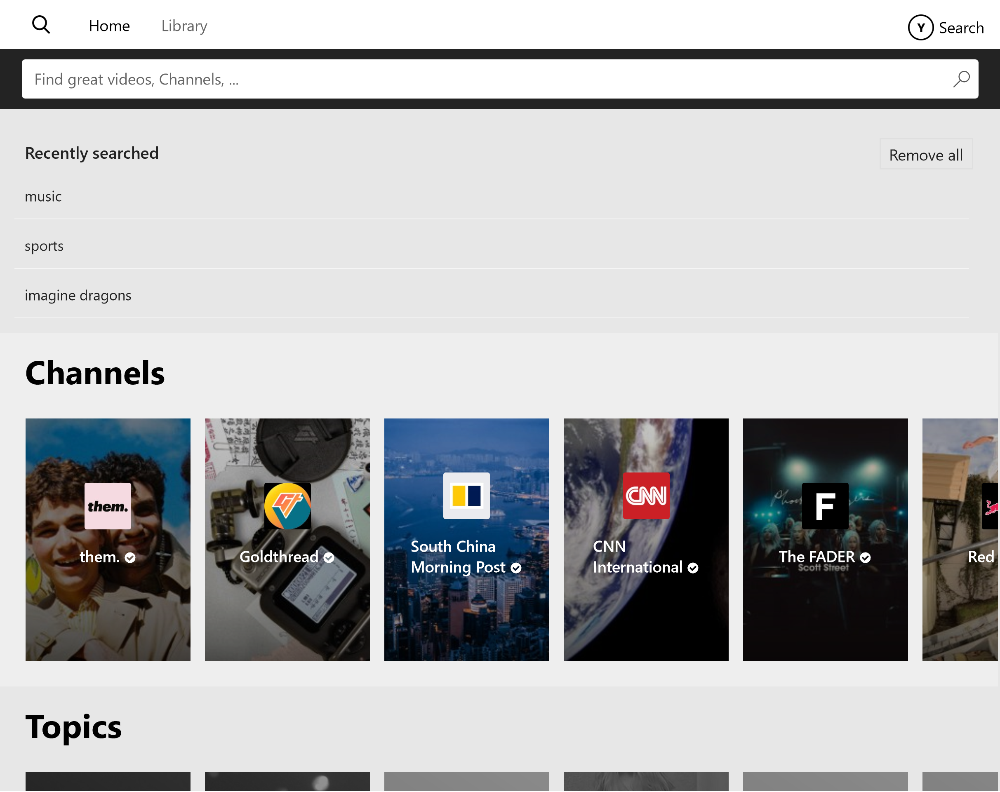 Home Library
Y Search
Find great videos, Channels, ...
Recently searched
Remove all
music
sports
imagine dragons
Channels
them.
them.
Gt
Goldthread
South China
Morning Post
CNN
CNN
International
F
The FADER
Scott Street
Red
Topics